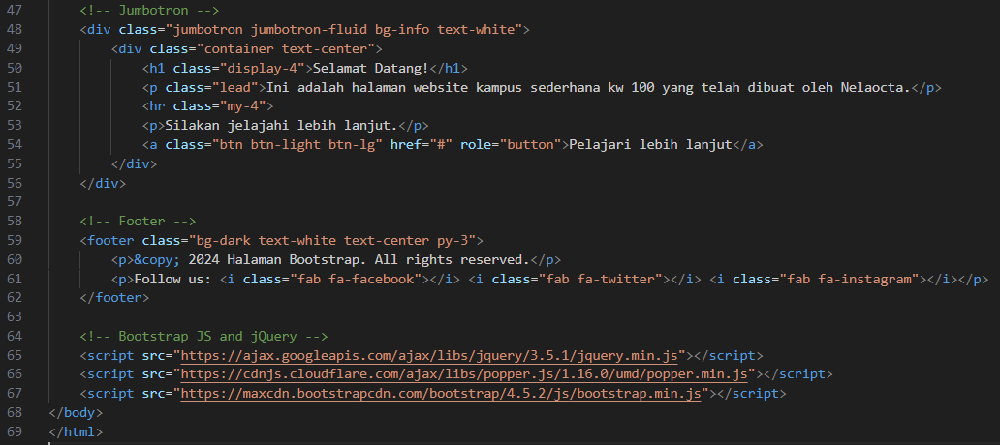 47 <!-- Jumbotron -->
48 <div class="jumbotron jumbotron-fluid bg-info text-white">
49 <div class="container text-center">
50 <h1 class="display-4">Selamat Datang!</h1>
51 <p class="lead">Ini adalah halaman website kampus sederhana kw 100 yang telah dibuat oleh Nelaocta.</p>
52 <hr class="my-4">
53 <p>Silakan jelajahi lebih lanjut.</p>
54 <a class="btn btn-light btn-lg" href="#" role="button">Pelajari lebih lanjut</a>
55 </div>
56 </div>
57
58 <!-- Footer -->
59 <footer class="bg-dark text-white text-center py-3">
60 <p>&copy; 2024 Halaman Bootstrap. All rights reserved.</p>
61 <p>Follow us: <i class="fab fa-facebook"></i> <i class="fab fa-twitter"></i> <i class="fab fa-instagram"></i></p>
62 </footer>
63
64 <!-- Bootstrap JS and jQuery -->
65 <script src="https://ajax.googleapis.com/ajax/libs/jquery/3.5.1/jquery.min.js"></script>
66 <script src="https://cdnjs.cloudflare.com/ajax/libs/popper.js/1.16.0/umd/popper.min.js"></script>
67 <script src="https://maxcdn.bootstrapcdn.com/bootstrap/4.5.2/js/bootstrap.min.js"></script>
68 </body>
69 </html>